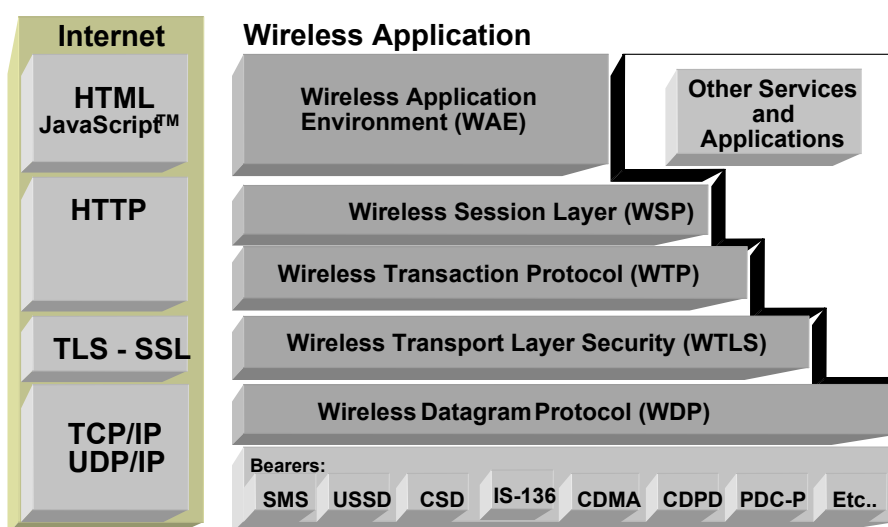 Internet
HTML
JavaScript™
HTTP
TLS - SSL
TCP/IP
UDP/IP
Wireless Application
Wireless Application
Environment (WAE)
Other Services
and
Applications
Wireless Session Layer (WSP)
Wireless Transaction Protocol (WTP)
Wireless Transport Layer Security (WTLS)
Wireless Datagram Protocol (WDP)
Bearers:
SMS USSD CSD IS-136 CDMA CDPD PDC-P Etc..